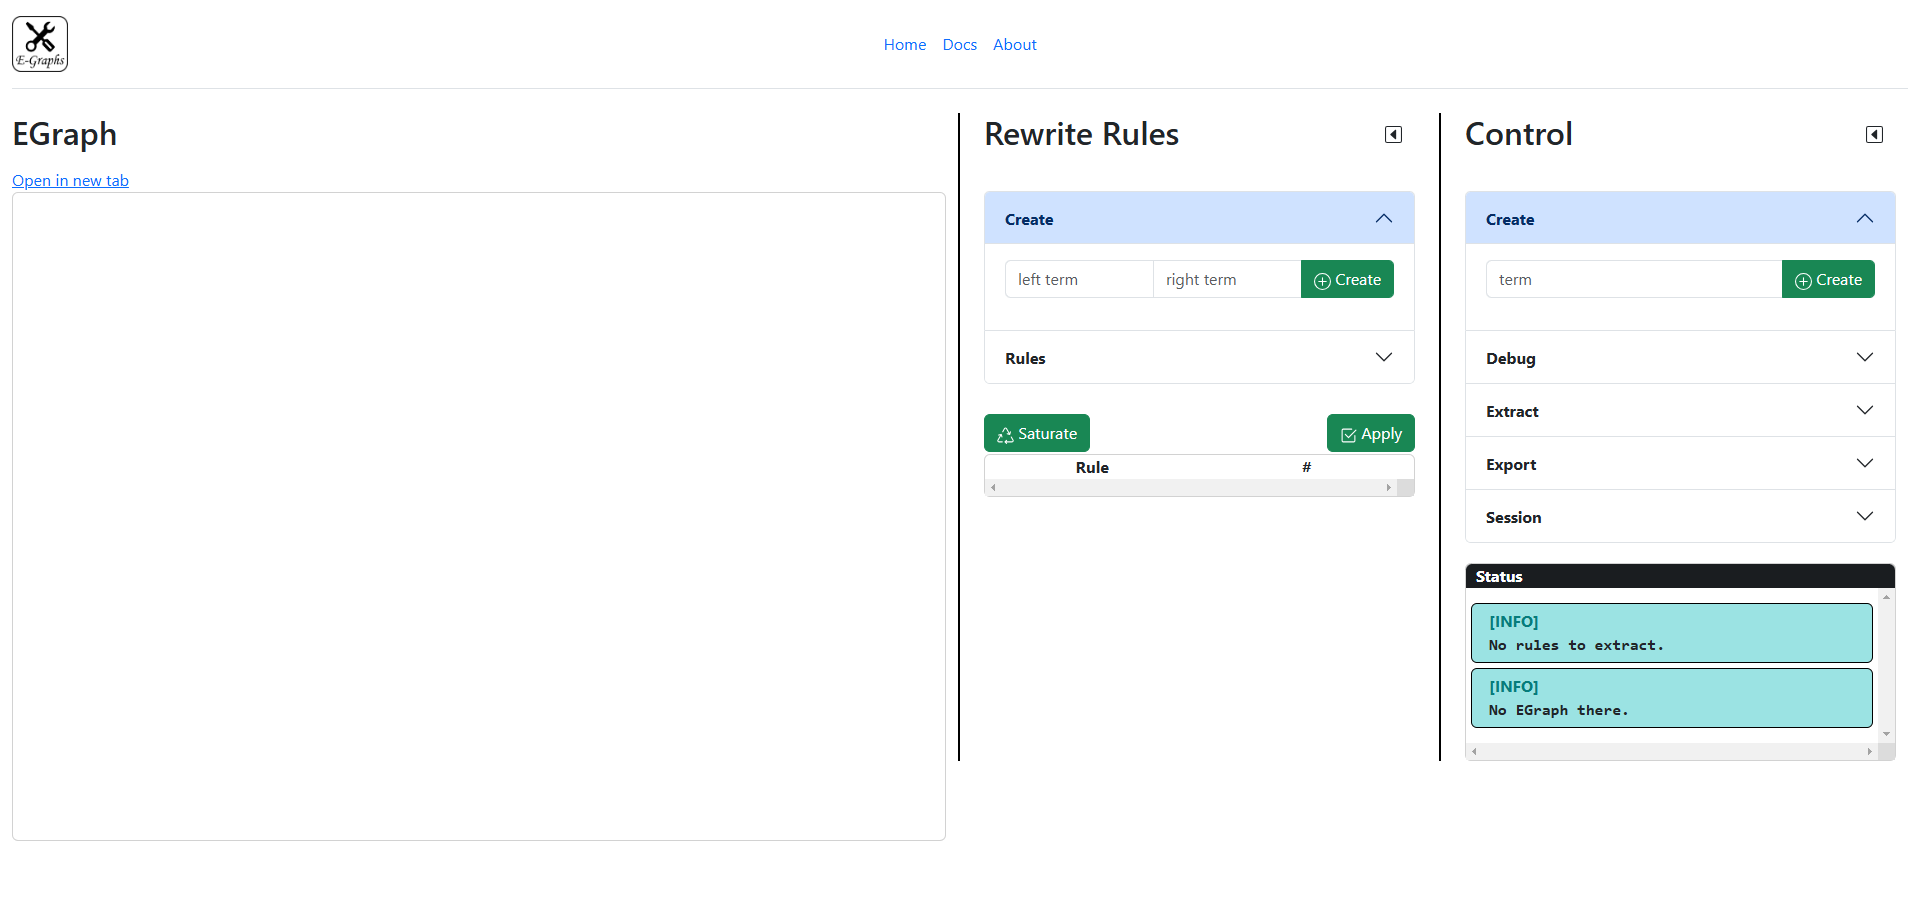 E-Graphs
Home Docs About
EGraph
Open in new tab
Rewrite Rules
Create
left term right term Create
Rules
Saturate Apply
Rule #
Control
Create
term Create
Debug
Extract
Export
Session
Status
[INFO]
No rules to extract.
[INFO]
No EGraph there.